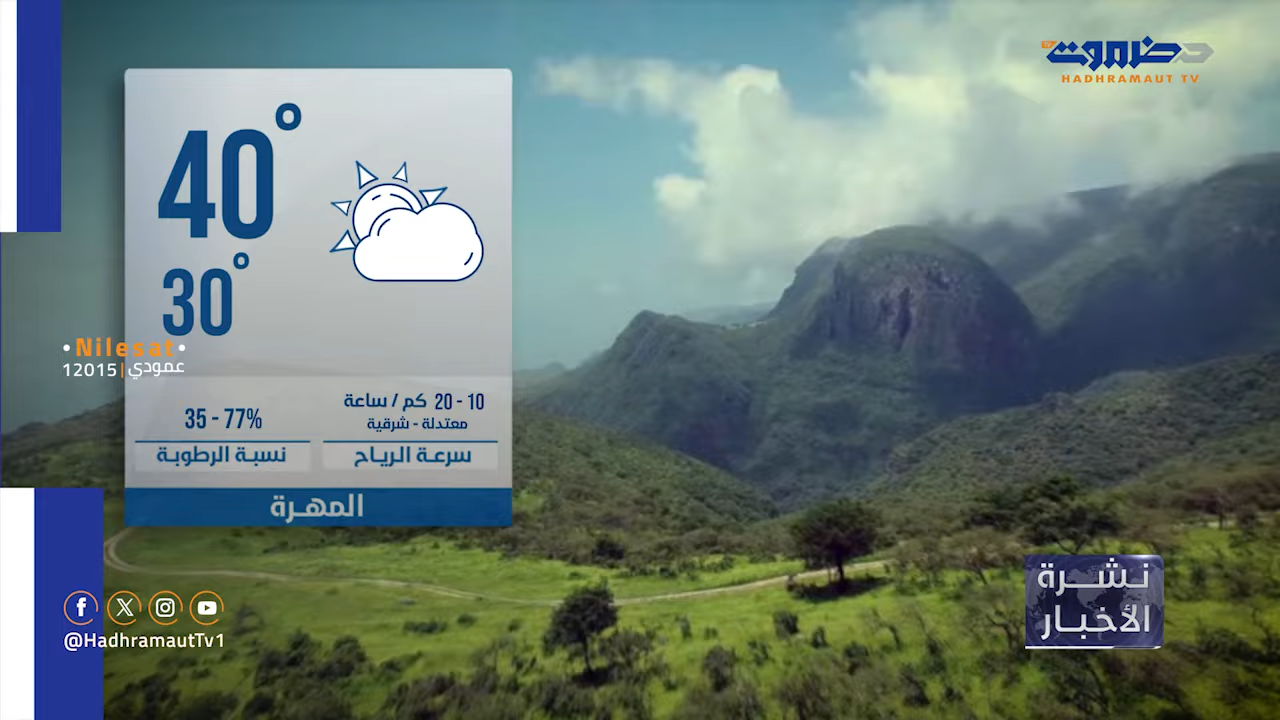 حضرموت
TV
HADHRAMAUT TV
40°
30°
• Nilesat •
12015 | عمودي
10 - 20 كم / ساعة
معتدلة - شرقية
سرعة الرياح
35 - 77%
نسبة الرطوبة
المهرة
نشرة
الأخبار
@HadhramautTv1